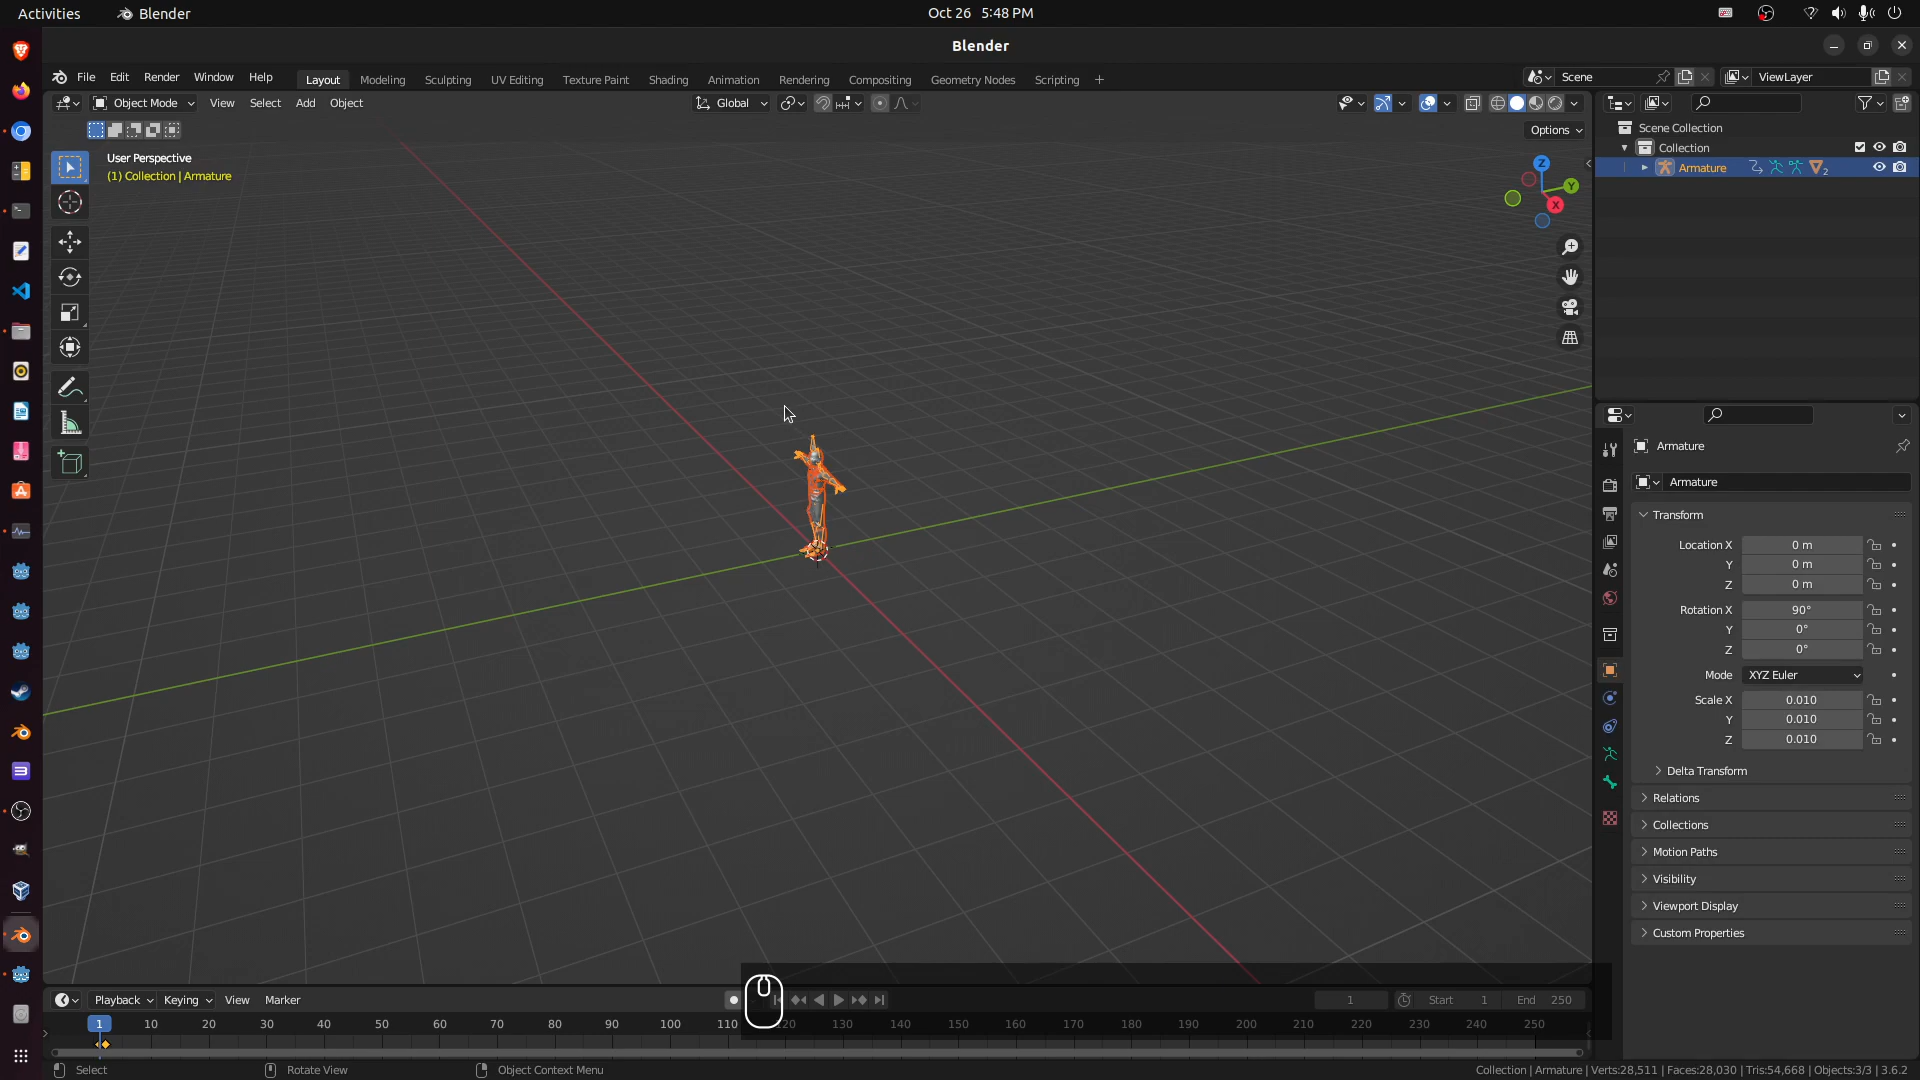 Activities Blender Oct 26 5:48 PM
Blender
File Edit Render Window Help Layout Modeling Sculpting UV Editing Texture Paint Shading Animation Rendering Compositing Geometry Nodes Scripting + Scene ViewLayer
Object Mode View Select Add Object Global
Options
User Perspective
(1) Collection | Armature
Z
Y
X
Scene Collection
Collection
Armature 2
Armature
Armature
Transform
Location X 0 m
Y 0 m
Z 0 m
Rotation X 90°
Y 0°
Z 0°
Mode XYZ Euler
Scale X 0.010
Y 0.010
Z 0.010
Delta Transform
Relations
Collections
Motion Paths
Visibility
Viewport Display
Custom Properties
Playback Keying View Marker 1 Start 1 End 250
1 10 20 30 40 50 60 70 80 90 100 110 120 130 140 150 160 170 180 190 200 210 220 230 240 250
Select Rotate View Object Context Menu Collection | Armature | Verts:28,511 | Faces:28,030 | Tris:54,668 | Objects:3/3 | 3.6.2